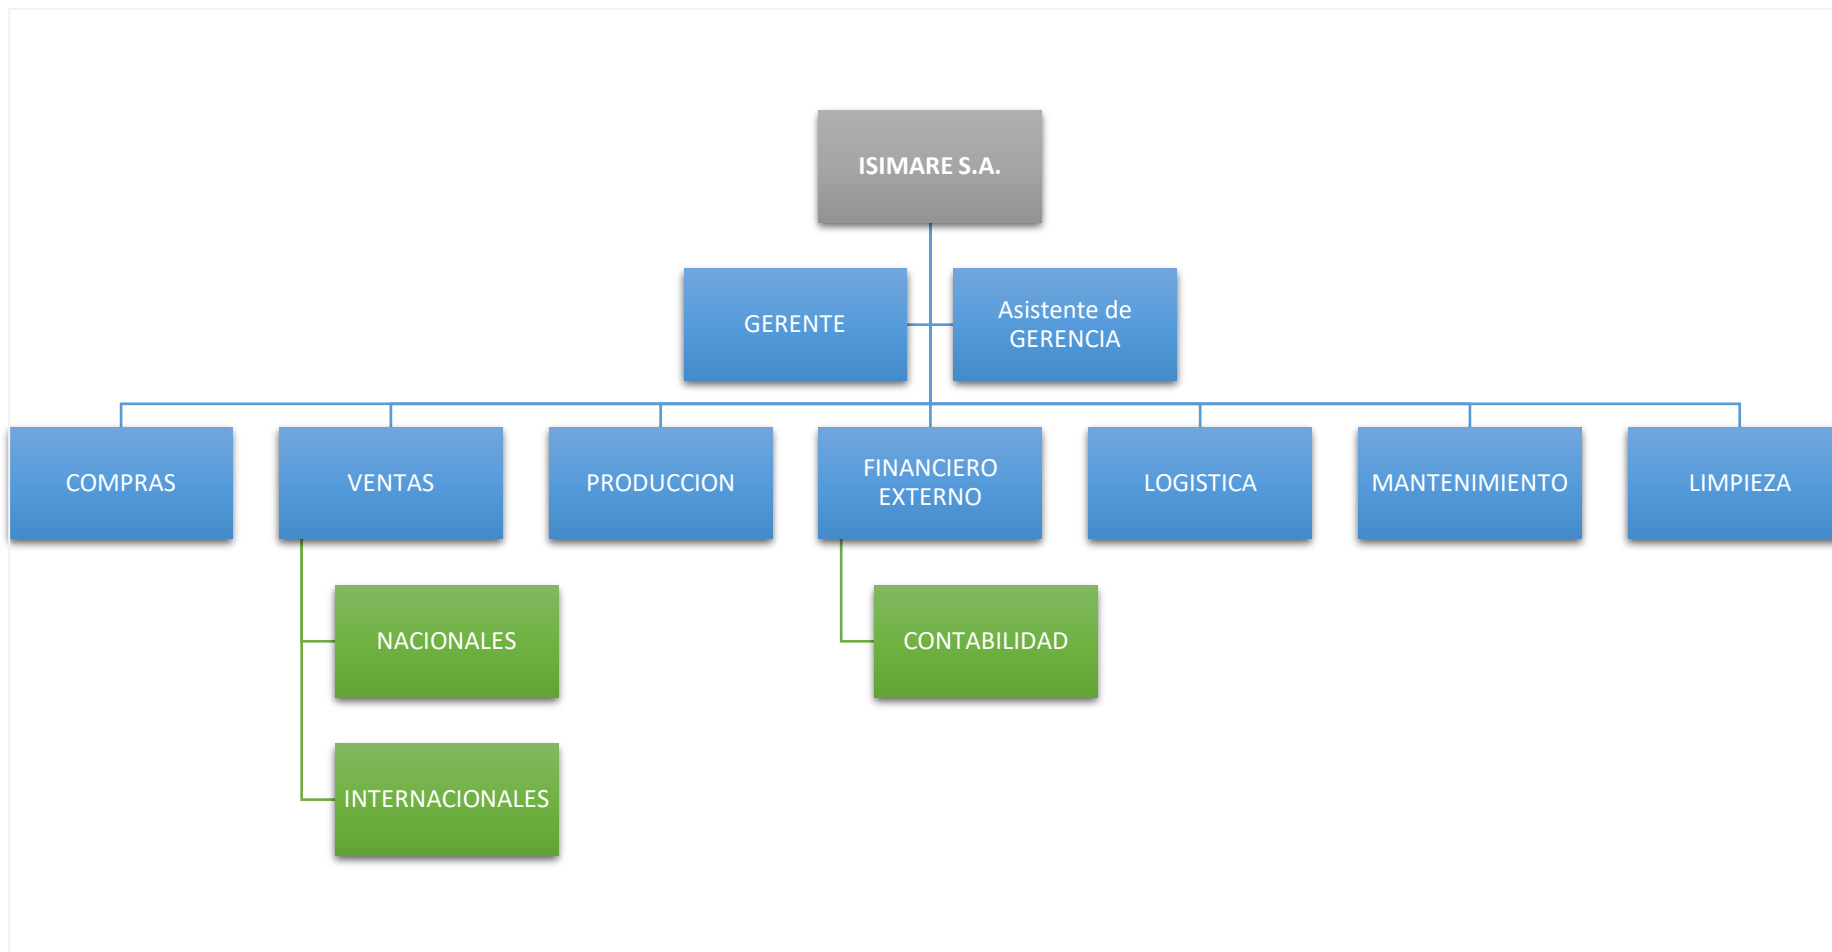 ISIMARE S.A.
GERENTE
Asistente de
GERENCIA
COMPRAS
VENTAS
PRODUCCION
FINANCIERO
EXTERNO
LOGISTICA
MANTENIMIENTO
LIMPIEZA
NACIONALES
CONTABILIDAD
INTERNACIONALES